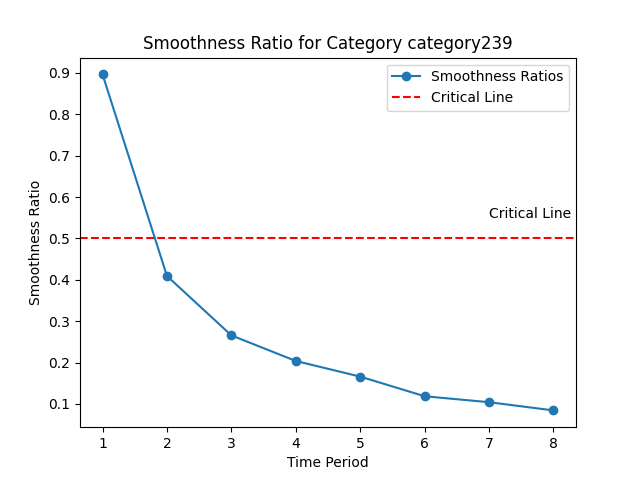 Smoothness Ratio for Category category239
Smoothness Ratios
Critical Line
Critical Line
Smoothness Ratio
0.9
0.8
0.7
0.6
0.5
0.4
0.3
0.2
0.1
1 2 3 4 5 6 7 8
Time Period